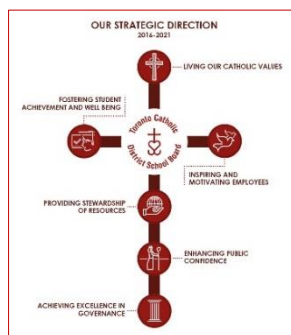 OUR STRATEGIC DIRECTION
2016-2021
LIVING OUR CATHOLIC VALUES
FOSTERING STUDENT
ACHIEVEMENT AND WELL BEING
Toronto Catholic
District School Board
INSPIRING AND
MOTIVATING EMPLOYEES
PROVIDING STEWARDSHIP
OF RESOURCES
ENHANCING PUBLIC
CONFIDENCE
ACHIEVING EXCELLENCE IN
GOVERNANCE